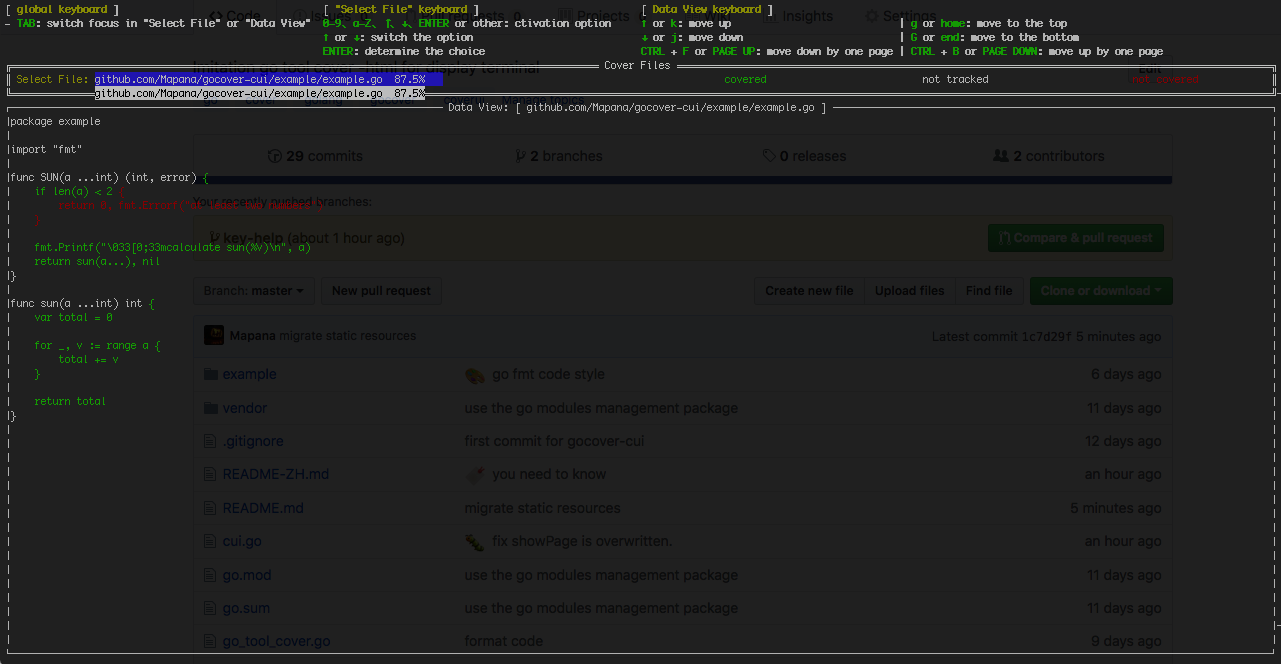 [ global keyboard ] [ "Select File" keyboard ] [ Data View keyboard ]
- TAB: switch focus in "Select File" or "Data View" 0-9、a-Z、↑、↓、ENTER or other: ctivation option ↑ or k: move up | g or home: move to the top
↑ or ↓: switch the option ↓ or j: move down | G or end: move to the bottom
ENTER: determine the choice CTRL + F or PAGE UP: move down by one page | CTRL + B or PAGE DOWN: move up by one page
Code Projects 0 Insights Settings
Cover Files
Imitation go tool cover -html for display terminal Edit
Select File: github.com/Mapana/gocover-cui/example/example.go 87.5% covered not tracked not covered
github.com/Mapana/gocover-cui/example/example.go 87.5%
Data View: [ github.com/Mapana/gocover-cui/example/example.go ]
package example
import "fmt"
29 commits 2 branches 0 releases 2 contributors
func SUN(a ...int) (int, error) {
if len(a) < 2 {
Your recently pushed branches:
}
key-help (about 1 hour ago) Compare & pull request
fmt.Printf("\033[0;33mcalculate sun(%v)\n", a)
return sun(a...), nil
}
Branch: master New pull request Create new file Upload files Find file Clone or download
func sun(a ...int) int {
var total = 0
Mapana migrate static resources Latest commit 1c7d29f 5 minutes ago
for _, v := range a {
total += v
}
example go fmt code style 6 days ago
return total
}
vendor use the go modules management package 11 days ago
.gitignore first commit for gocover-cui 12 days ago
README-ZH.md you need to know an hour ago
README.md migrate static resources 5 minutes ago
cui.go fix showPage is overwritten. an hour ago
go.mod use the go modules management package 11 days ago
go.sum use the go modules management package 11 days ago
go_tool_cover.go format code 9 days ago